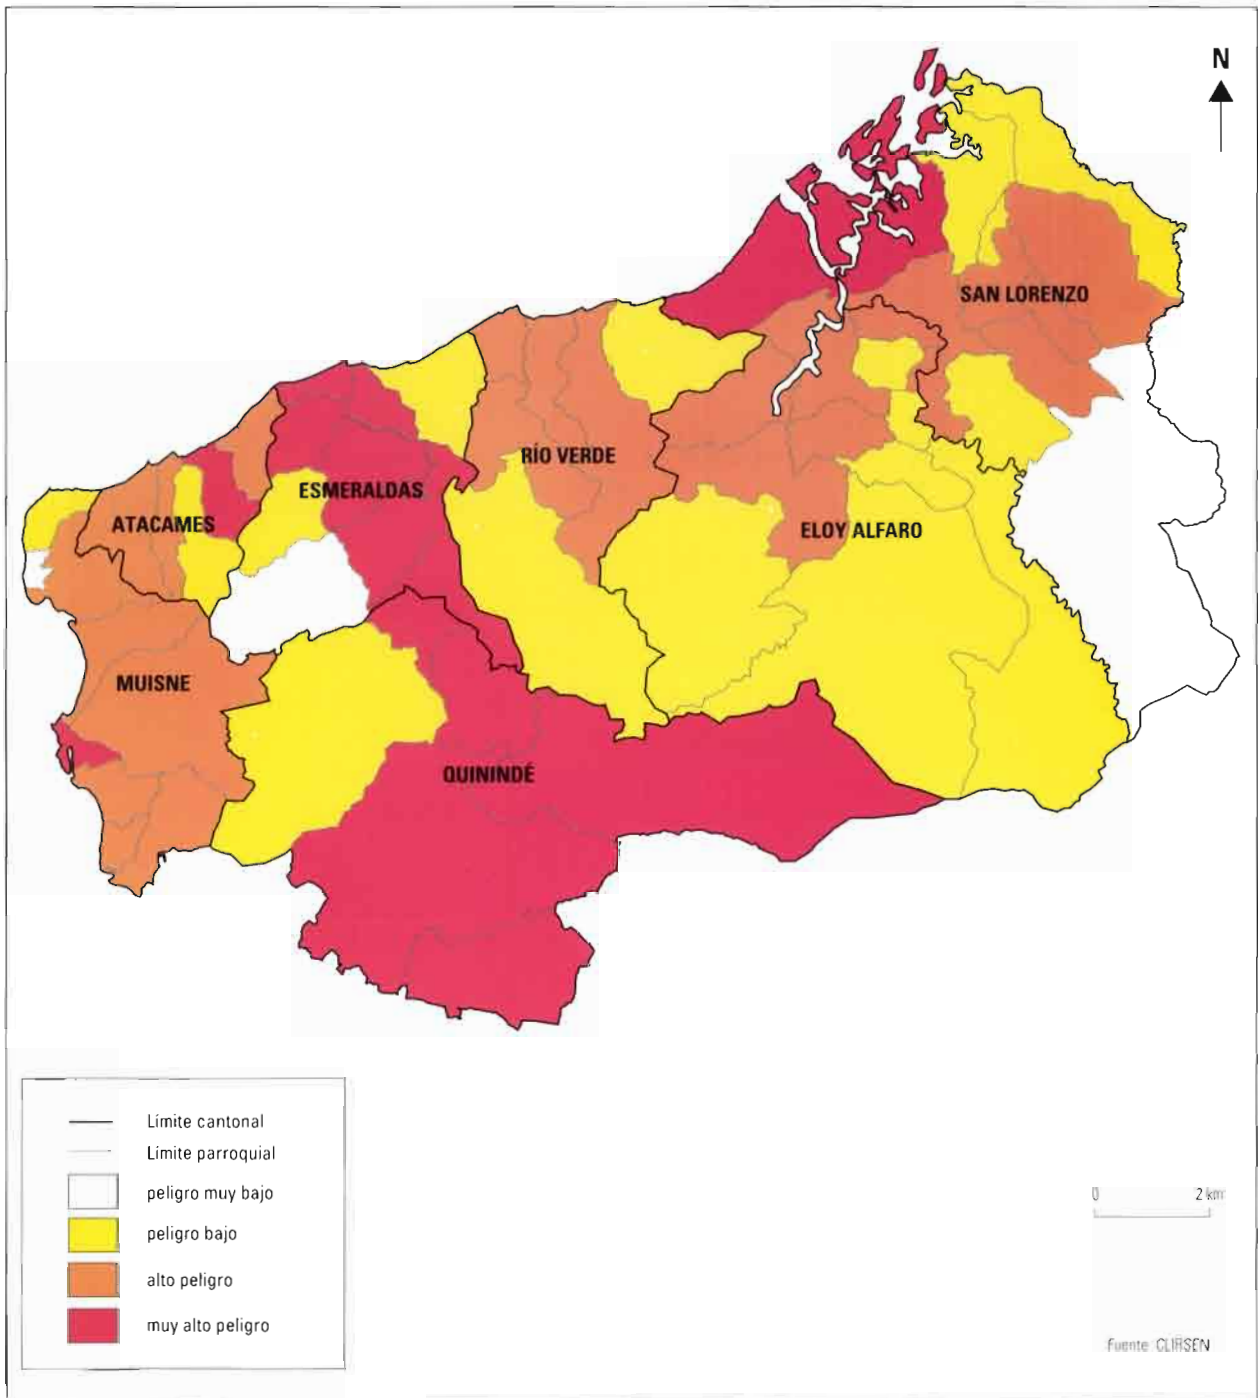 N
SAN LORENZO
RÍO VERDE
ESMERALDAS
ATACAMES
ELOY ALFARO
MUISNE
QUININDÉ
Límite cantonal
Límite parroquial
peligro muy bajo
peligro bajo
alto peligro
muy alto peligro
0 2 km
Fuente CLIRSEN